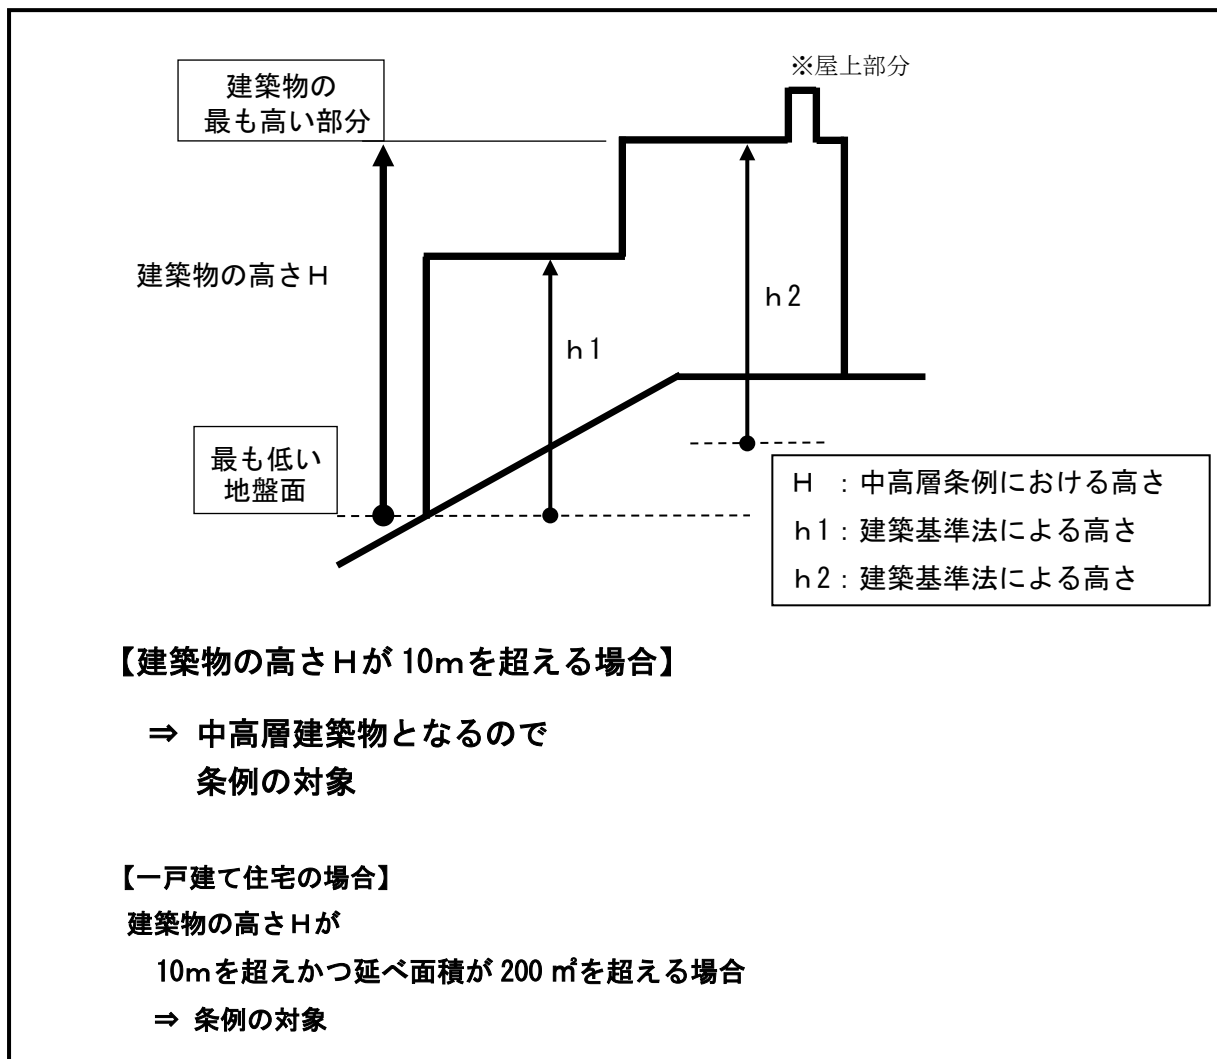 ※屋上部分
建築物の
最も高い部分
建築物の高さH
h2
h1
最も低い
地盤面
H ：中高層条例における高さ
h1：建築基準法による高さ
h2：建築基準法による高さ
【建築物の高さHが10mを超える場合】
⇒ 中高層建築物となるので
条例の対象
【一戸建て住宅の場合】
建築物の高さHが
10mを超えかつ延べ面積が200㎡を超える場合
⇒ 条例の対象